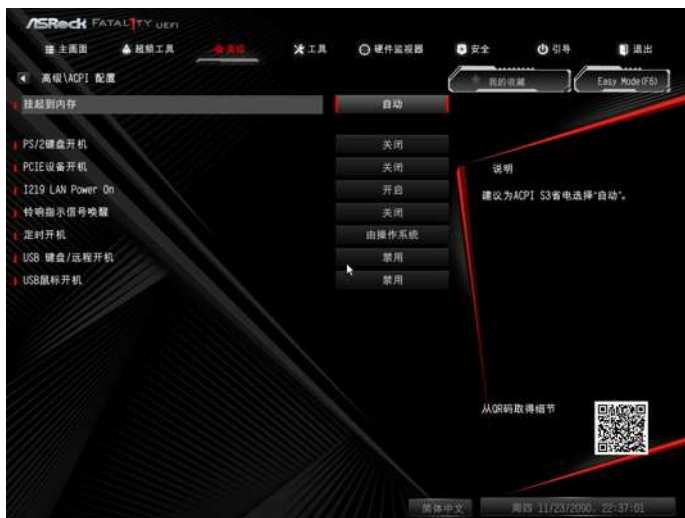 ASRock FATAL1TY UEFI
主画面 超频工具 高级 工具 硬件监视器 安全 引导 退出
高级\ACPI 配置
我的收藏 Easy Mode(F6)
挂起到内存 自动
PS/2键盘开机 关闭
PCIE设备开机 关闭
I219 LAN Power On 开启
铃响指示信号唤醒 关闭
定时开机 由操作系统
USB 键盘/远程开机 禁用
USB鼠标开机 禁用
说明
建议为ACPI S3省电选择"自动"。
从QR码取得细节
简体中文 周四 11/23/2090, 22:37:01